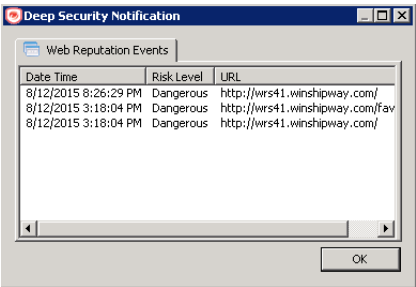 Deep Security Notification
Web Reputation Events
Date Time Risk Level URL
8/12/2015 8:26:29 PM Dangerous http://wrs41.winshipway.com/
8/12/2015 3:18:04 PM Dangerous http://wrs41.winshipway.com/fav
8/12/2015 3:18:04 PM Dangerous http://wrs41.winshipway.com/
OK